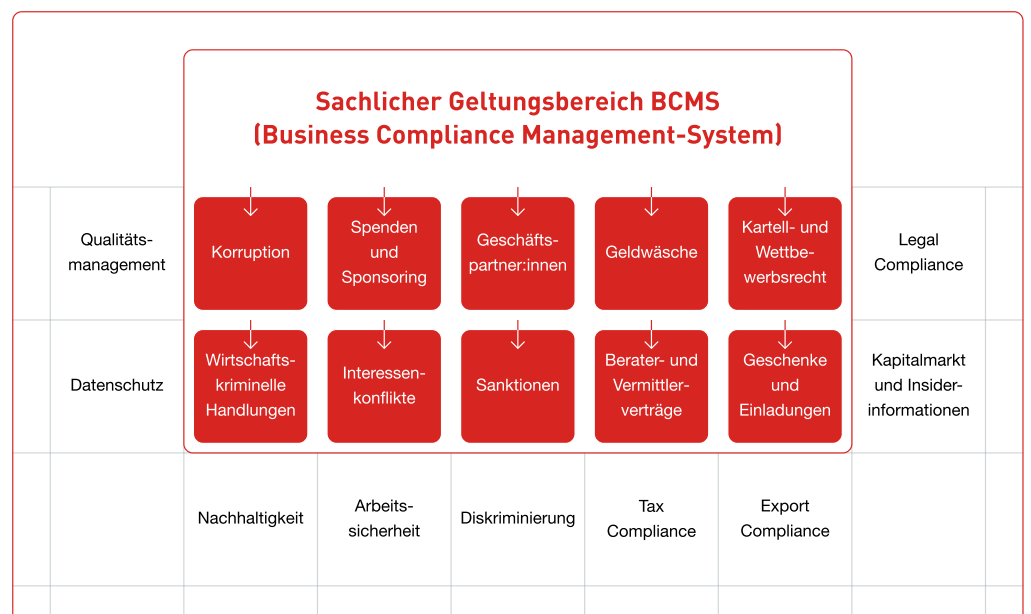 Sachlicher Geltungsbereich BCMS
(Business Compliance Management-System)
Qualitäts-
management
Korruption
Spenden
und
Sponsoring
Geschäfts-
partner:innen
Geldwäsche
Kartell- und
Wettbe-
werbsrecht
Legal
Compliance
Datenschutz
Wirtschafts-
kriminelle
Handlungen
Interessen-
konflikte
Sanktionen
Berater- und
Vermittler-
verträge
Geschenke
und
Einladungen
Kapitalmarkt
und Insider-
informationen
Nachhaltigkeit
Arbeits-
sicherheit
Diskriminierung
Tax
Compliance
Export
Compliance